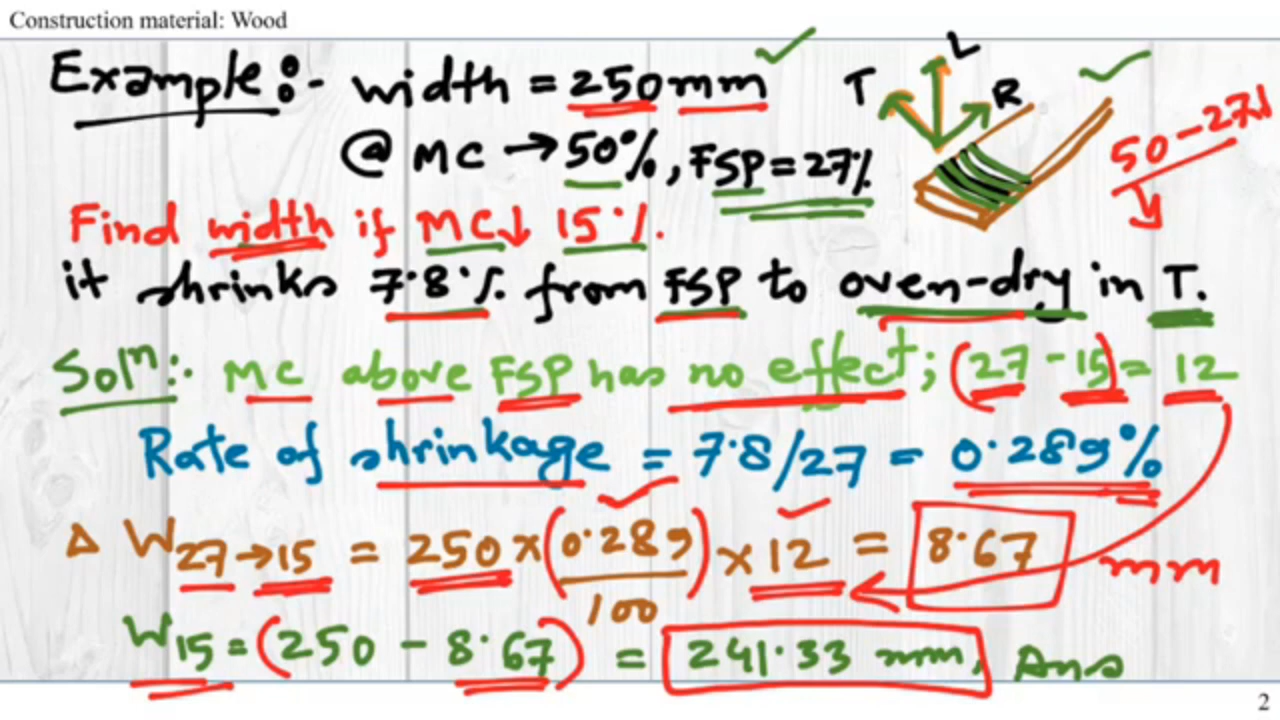 Construction material: Wood
Example:- width = 250mm
@ MC → 50%, FSP = 27%
T L R
50-27%
Find width if MC↓ 15%.
it shrinks 7.8% from FSP to oven-dry in T.
Solⁿ:- MC above FSP has no effect; (27-15) = 12
Rate of shrinkage = 7.8/27 = 0.289%
Δ W27→15 = 250 × (0.289/100) × 12 = 8.67 mm
W15 = (250 - 8.67) = 241.33 mm, Ans
2